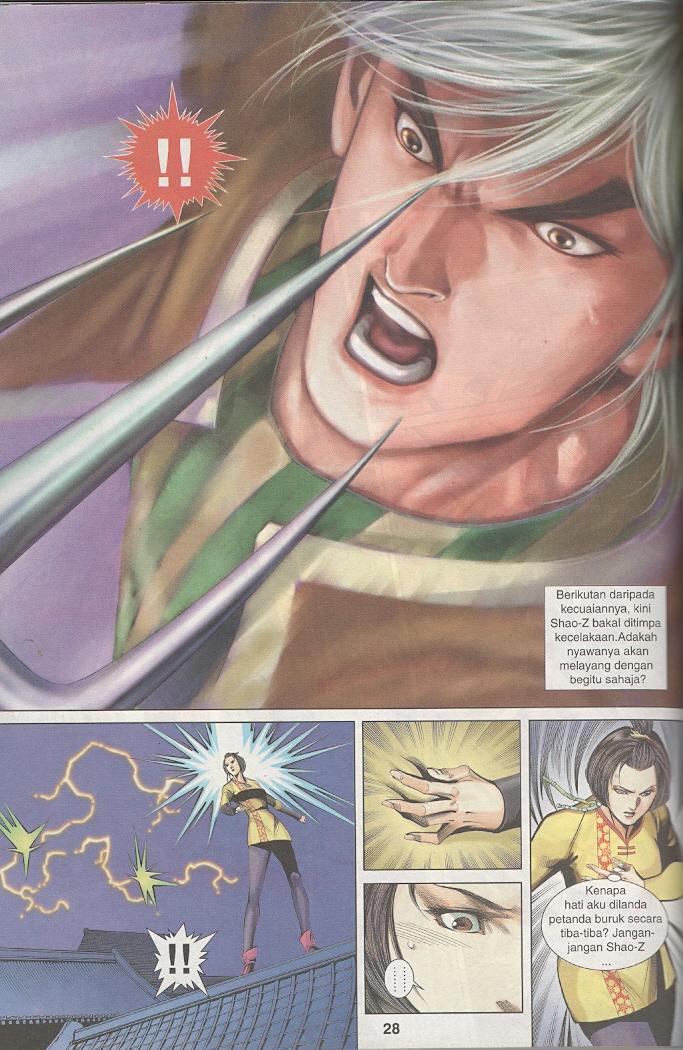 !!
Berikutan daripada
kecuaiannya, kini
Shao-Z bakal ditimpa
kecelakaan.Adakah
nyawanya akan
melayang dengan
begitu sahaja?
!!
......
Kenapa
hati aku dilanda
petanda buruk secara
tiba-tiba? Jangan-
jangan Shao-Z
...
28